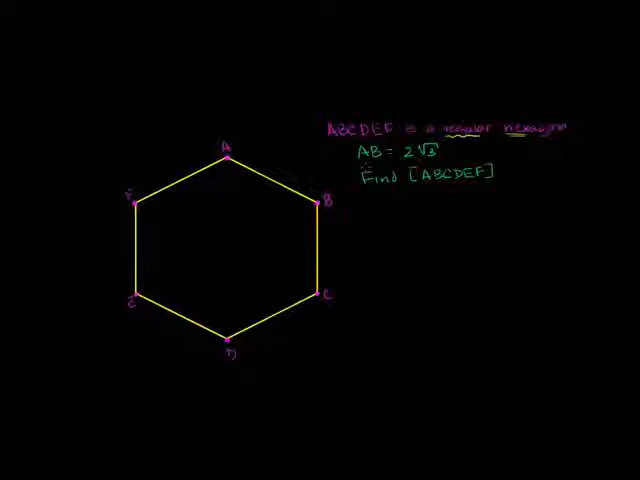 ABCDEF is a regular hexagon
AB = 2√3
Find [ABCDEF]
A
F
B
E
C
D